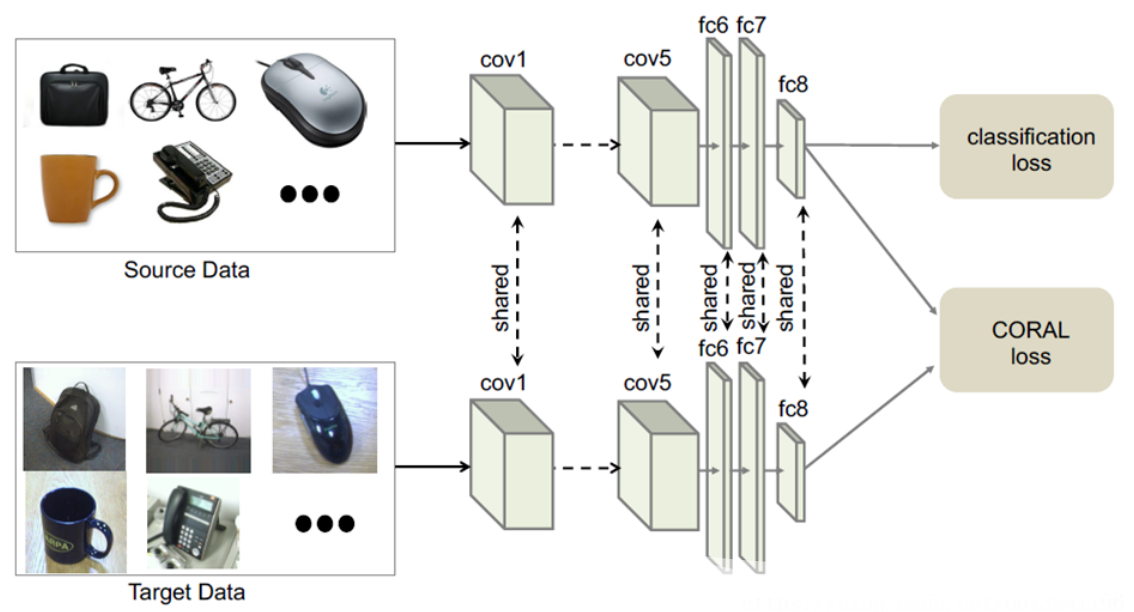 fc6 fc7
cov1
cov5
fc8
classification
loss
Source Data
shared
shared
shared
shared
shared
CORAL
loss
fc6 fc7
cov1
cov5
fc8
Target Data